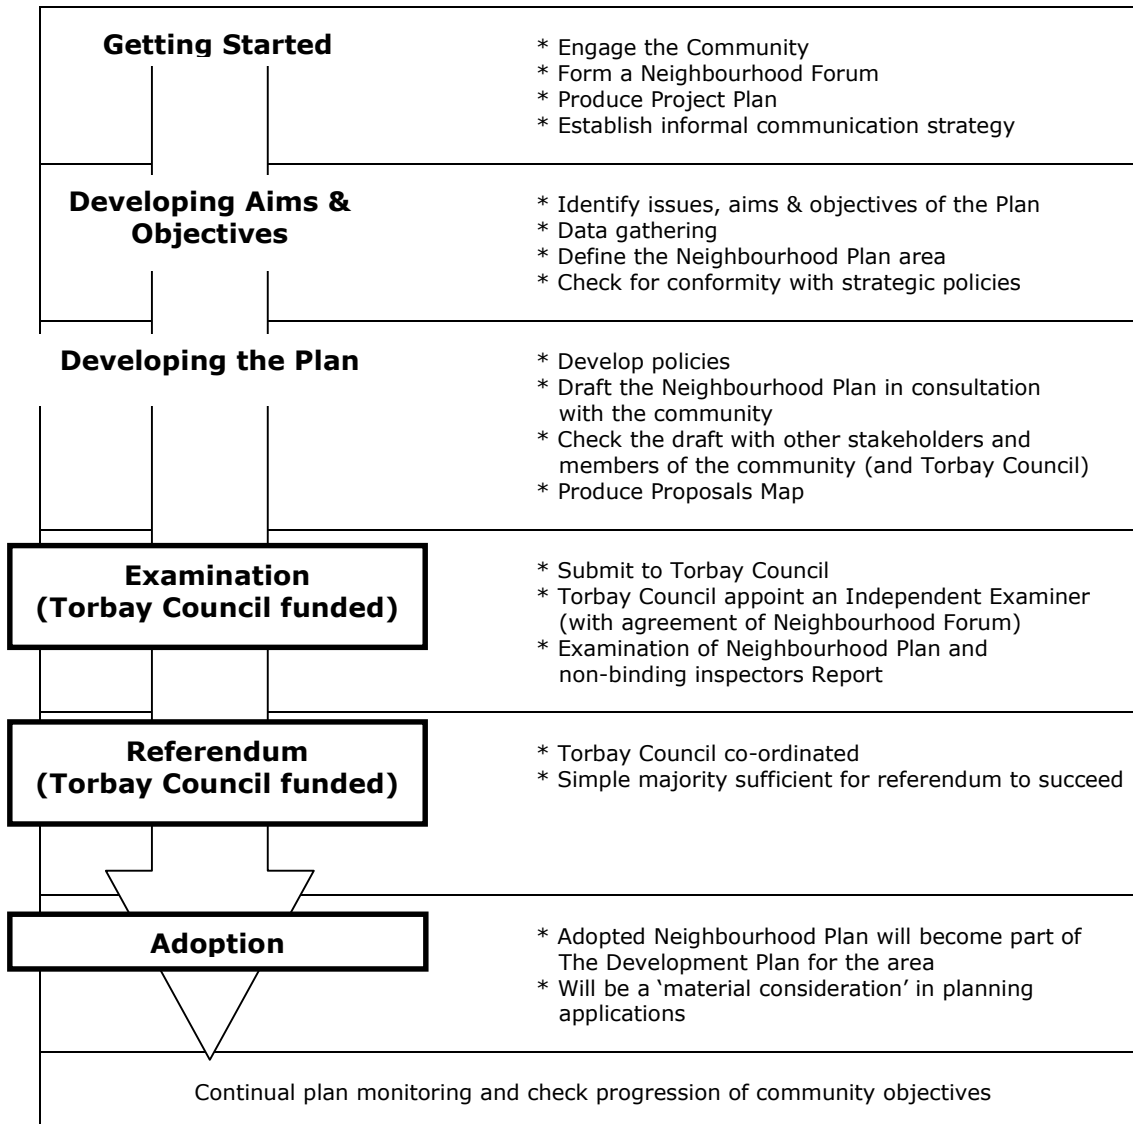 Getting Started
* Engage the Community
* Form a Neighbourhood Forum
* Produce Project Plan
* Establish informal communication strategy
Developing Aims &
Objectives
* Identify issues, aims & objectives of the Plan
* Data gathering
* Define the Neighbourhood Plan area
* Check for conformity with strategic policies
Developing the Plan
* Develop policies
* Draft the Neighbourhood Plan in consultation
with the community
* Check the draft with other stakeholders and
members of the community (and Torbay Council)
* Produce Proposals Map
Examination
(Torbay Council funded)
* Submit to Torbay Council
* Torbay Council appoint an Independent Examiner
(with agreement of Neighbourhood Forum)
* Examination of Neighbourhood Plan and
non-binding inspectors Report
Referendum
(Torbay Council funded)
* Torbay Council co-ordinated
* Simple majority sufficient for referendum to succeed
Adoption
* Adopted Neighbourhood Plan will become part of
The Development Plan for the area
* Will be a ‘material consideration’ in planning
applications
Continual plan monitoring and check progression of community objectives